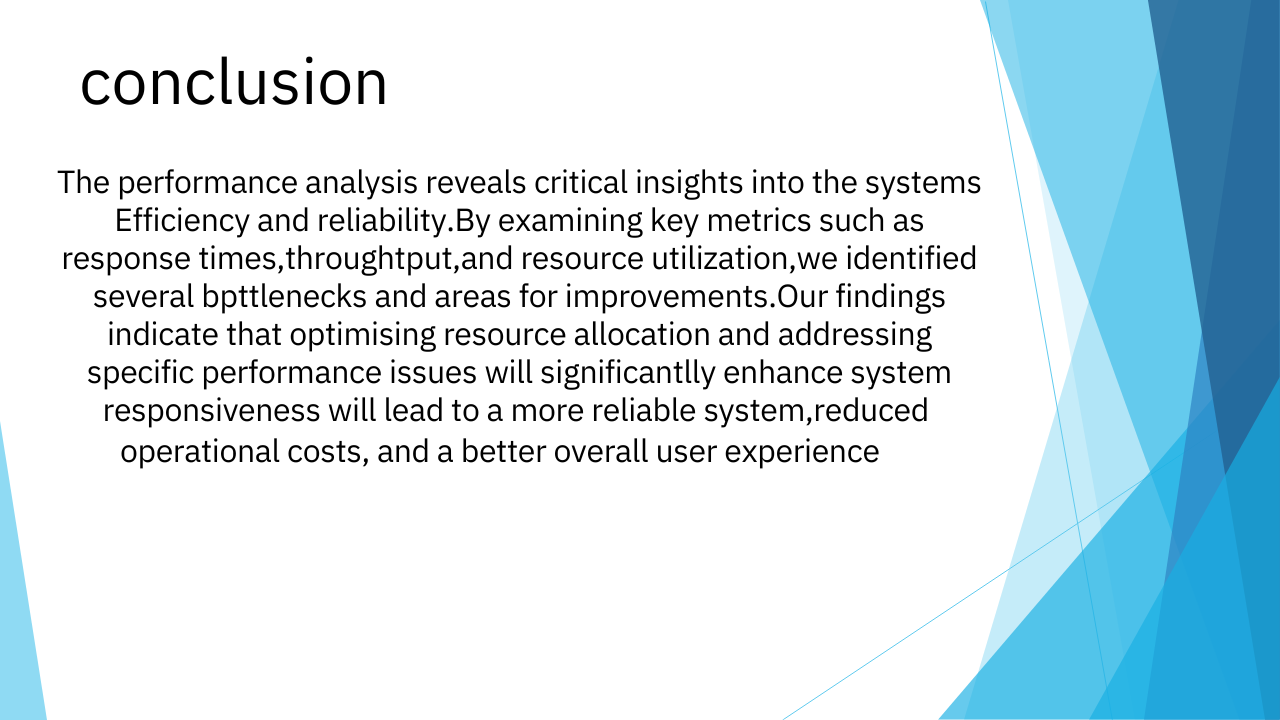 conclusion
The performance analysis reveals critical insights into the systems
Efficiency and reliability.By examining key metrics such as
response times,throughtput,and resource utilization,we identified
several bpttlenecks and areas for improvements.Our findings
indicate that optimising resource allocation and addressing
specific performance issues will significantlly enhance system
responsiveness will lead to a more reliable system,reduced
operational costs, and a better overall user experience